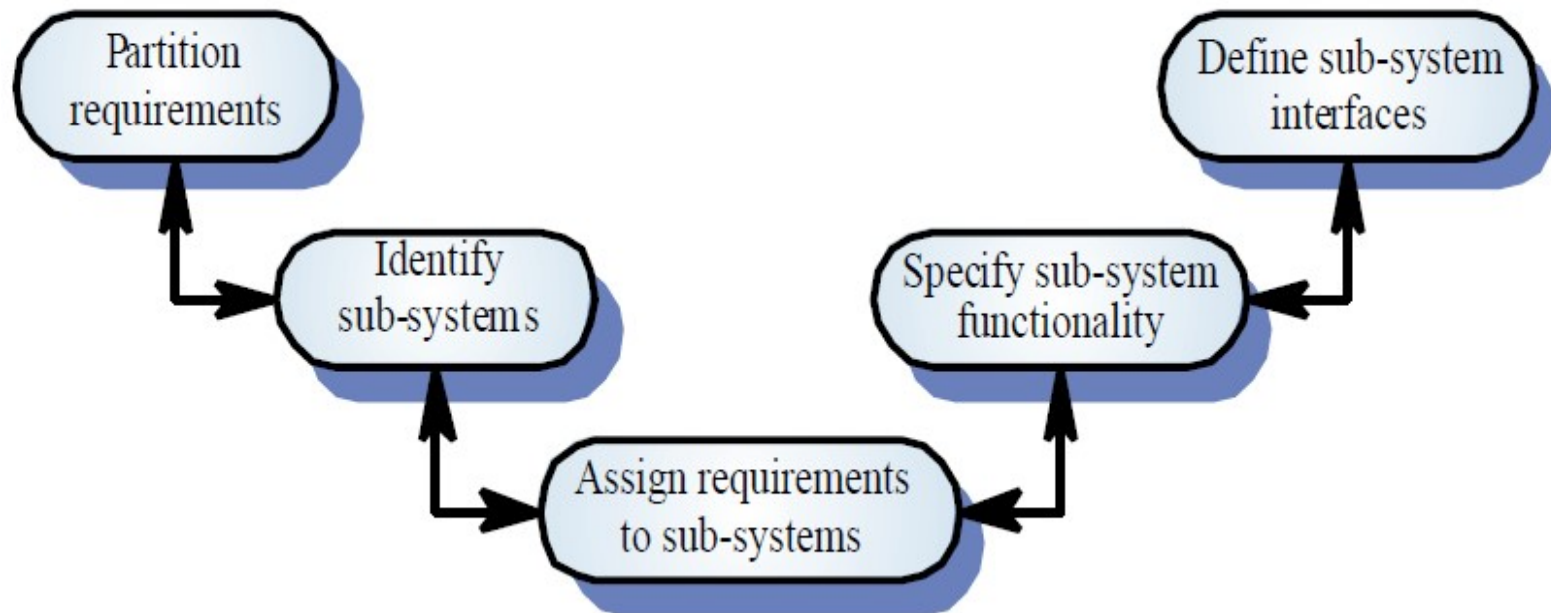 Partition
requirements
Define sub-system
interfaces
Identify
sub-systems
Specify sub-system
functionality
Assign requirements
to sub-systems